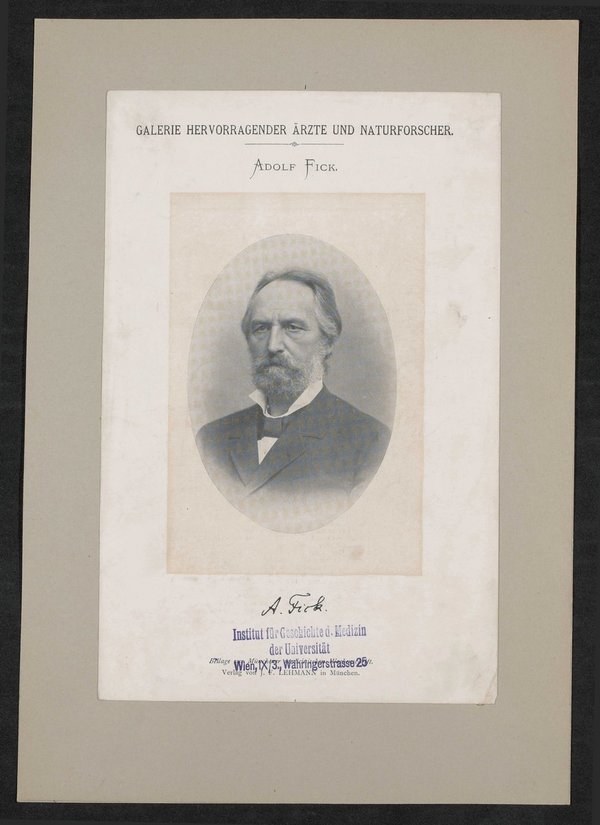 GALERIE HERVORRAGENDER ÄRZTE UND NATURFORSCHER.
ADOLF FICK.
A. Fick.
Institut für Geschichte d. Medizin
der Universität
Wien, IX/3., Währingerstrasse 25
Verlag von J. F. LEHMANN in München.